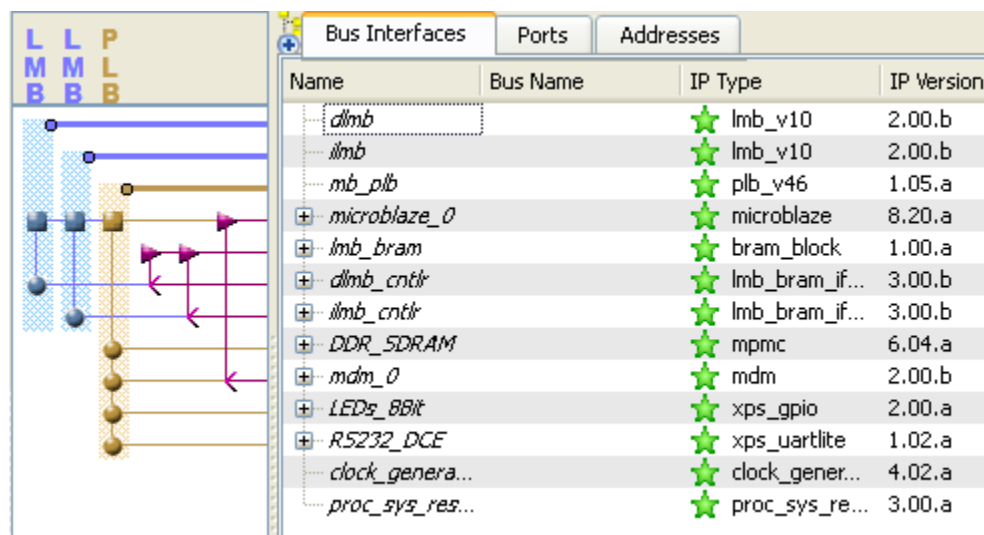 L L P
M M L
B B B
Bus Interfaces Ports Addresses
Name Bus Name IP Type IP Version
dlmb lmb_v10 2.00.b
ilmb lmb_v10 2.00.b
mb_plb plb_v46 1.05.a
microblaze_0 microblaze 8.20.a
lmb_bram bram_block 1.00.a
dlmb_cntlr lmb_bram_if... 3.00.b
ilmb_cntlr lmb_bram_if... 3.00.b
DDR_SDRAM mpmc 6.04.a
mdm_0 mdm 2.00.b
LEDs_8Bit xps_gpio 2.00.a
RS232_DCE xps_uartlite 1.02.a
clock_genera... clock_gener... 4.02.a
proc_sys_res... proc_sys_re... 3.00.a